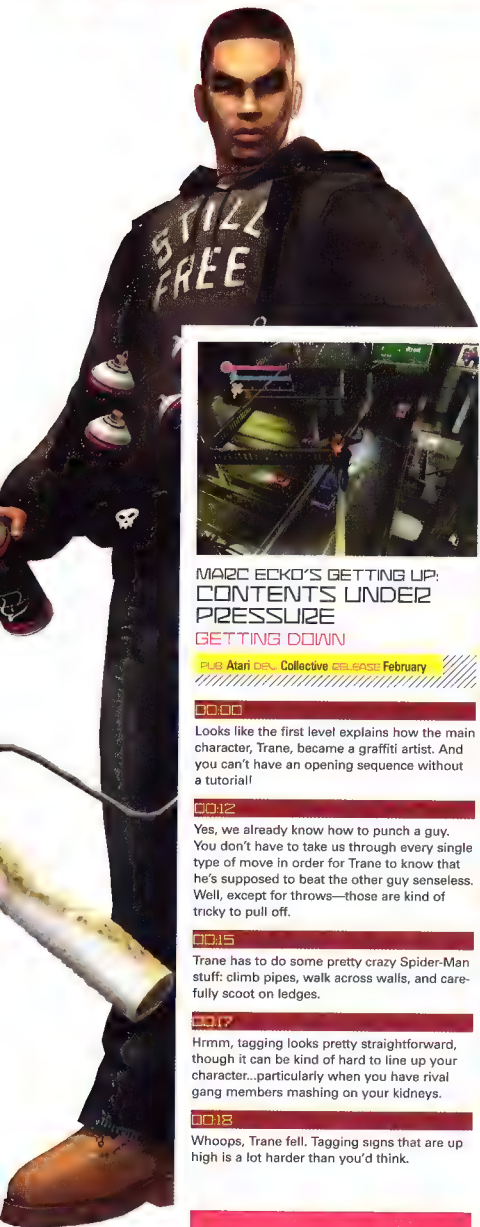 STILL
FREE
MARC ECKO'S GETTING UP:
CONTENTS UNDER
PRESSURE
GETTING DOWN
PUB Atari DEV. Collective RELEASE February
00:00
Looks like the first level explains how the main
character, Trane, became a graffiti artist. And
you can't have an opening sequence without
a tutorial!
00:12
Yes, we already know how to punch a guy.
You don't have to take us through every single
type of move in order for Trane to know that
he's supposed to beat the other guy senseless.
Well, except for throws—those are kind of
tricky to pull off.
00:15
Trane has to do some pretty crazy Spider-Man
stuff: climb pipes, walk across walls, and care-
fully scoot on ledges.
00:17
Hrmm, tagging looks pretty straightforward,
though it can be kind of hard to line up your
character...particularly when you have rival
gang members mashing on your kidneys.
00:18
Whoops, Trane fell. Tagging signs that are up
high is a lot harder than you'd think.